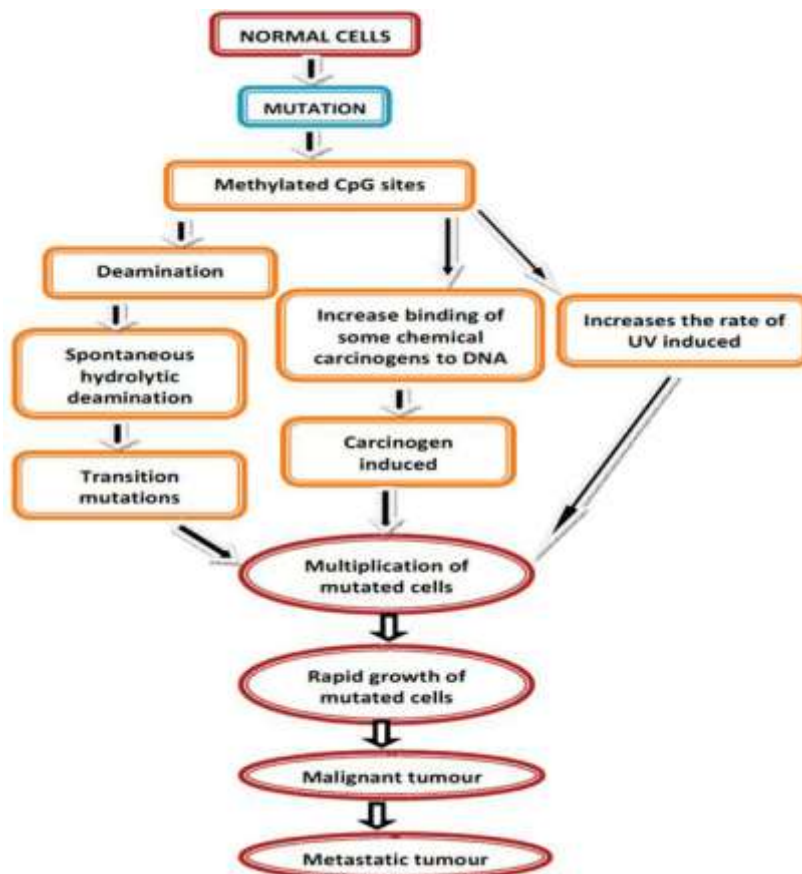 NORMAL CELLS
MUTATION
Methylated CpG sites
Deamination
Increase binding of
some chemical
carcinogens to DNA
Increases the rate of
UV induced
Spontaneous
hydrolytic
deamination
Carcinogen
induced
Transition
mutations
Multiplication of
mutated cells
Rapid growth of
mutated cells
Malignant tumour
Metastatic tumour